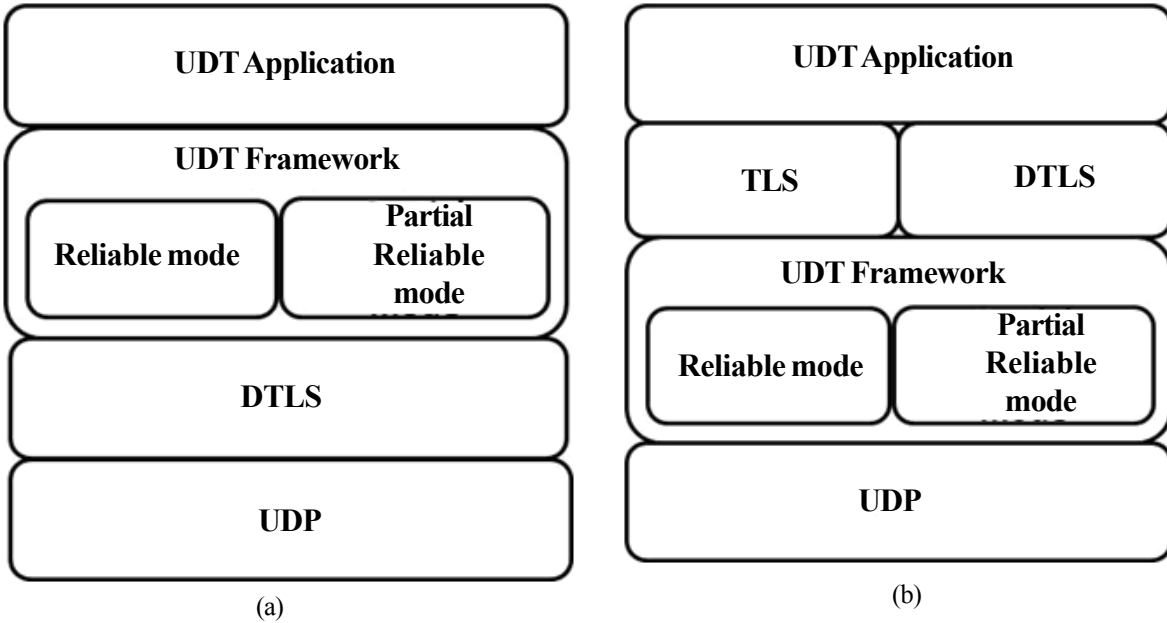 UDT Application
UDT Framework
Reliable mode
Partial
Reliable
mode
DTLS
UDP
(a)
UDT Application
TLS
DTLS
UDT Framework
Reliable mode
Partial
Reliable
mode
UDP
(b)